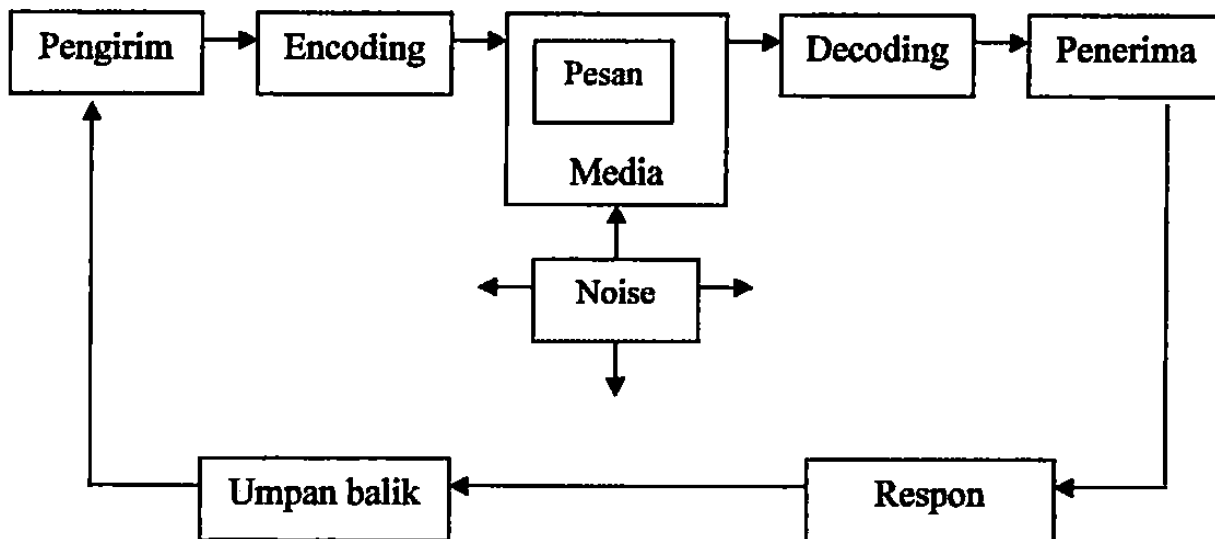 Pengirim
Encoding
Pesan
Media
Decoding
Penerima
Noise
Umpan balik
Respon